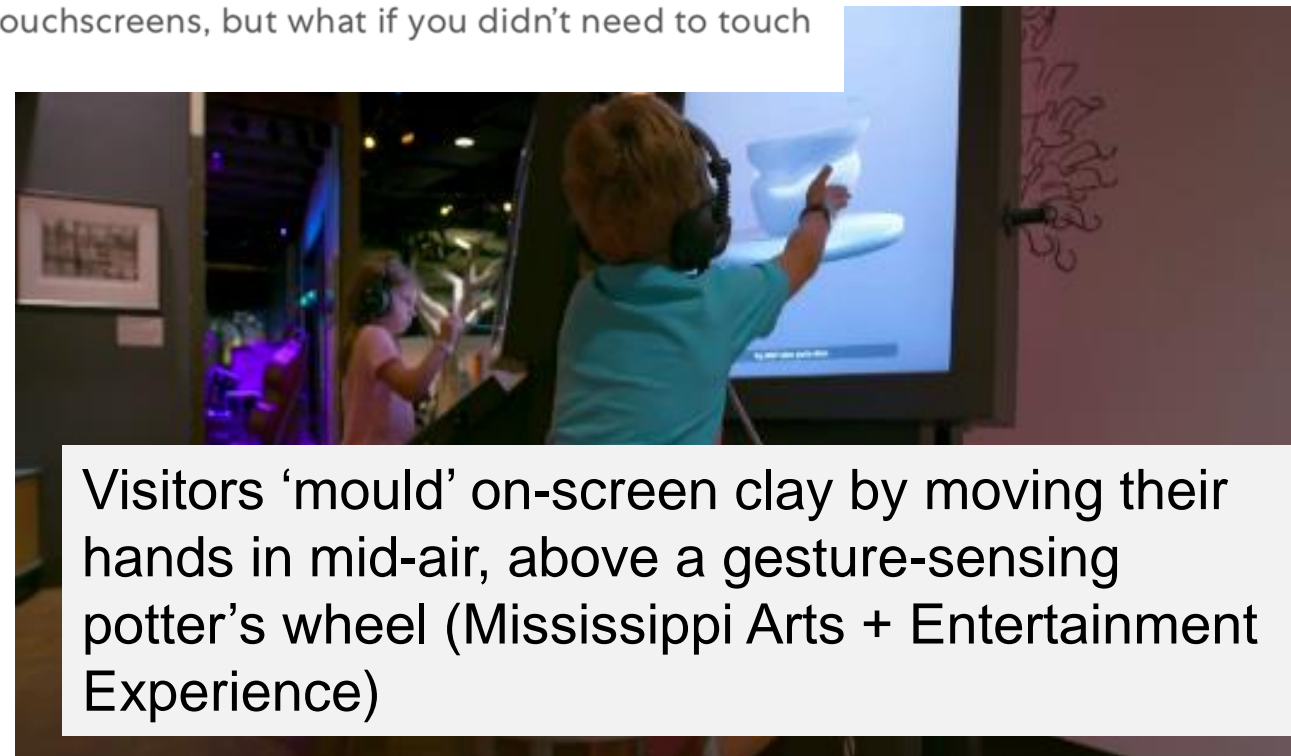 ouchscreens, but what if you didn’t need to touch
Visitors ‘mould’ on-screen clay by moving their
hands in mid-air, above a gesture-sensing
potter’s wheel (Mississippi Arts + Entertainment
Experience)